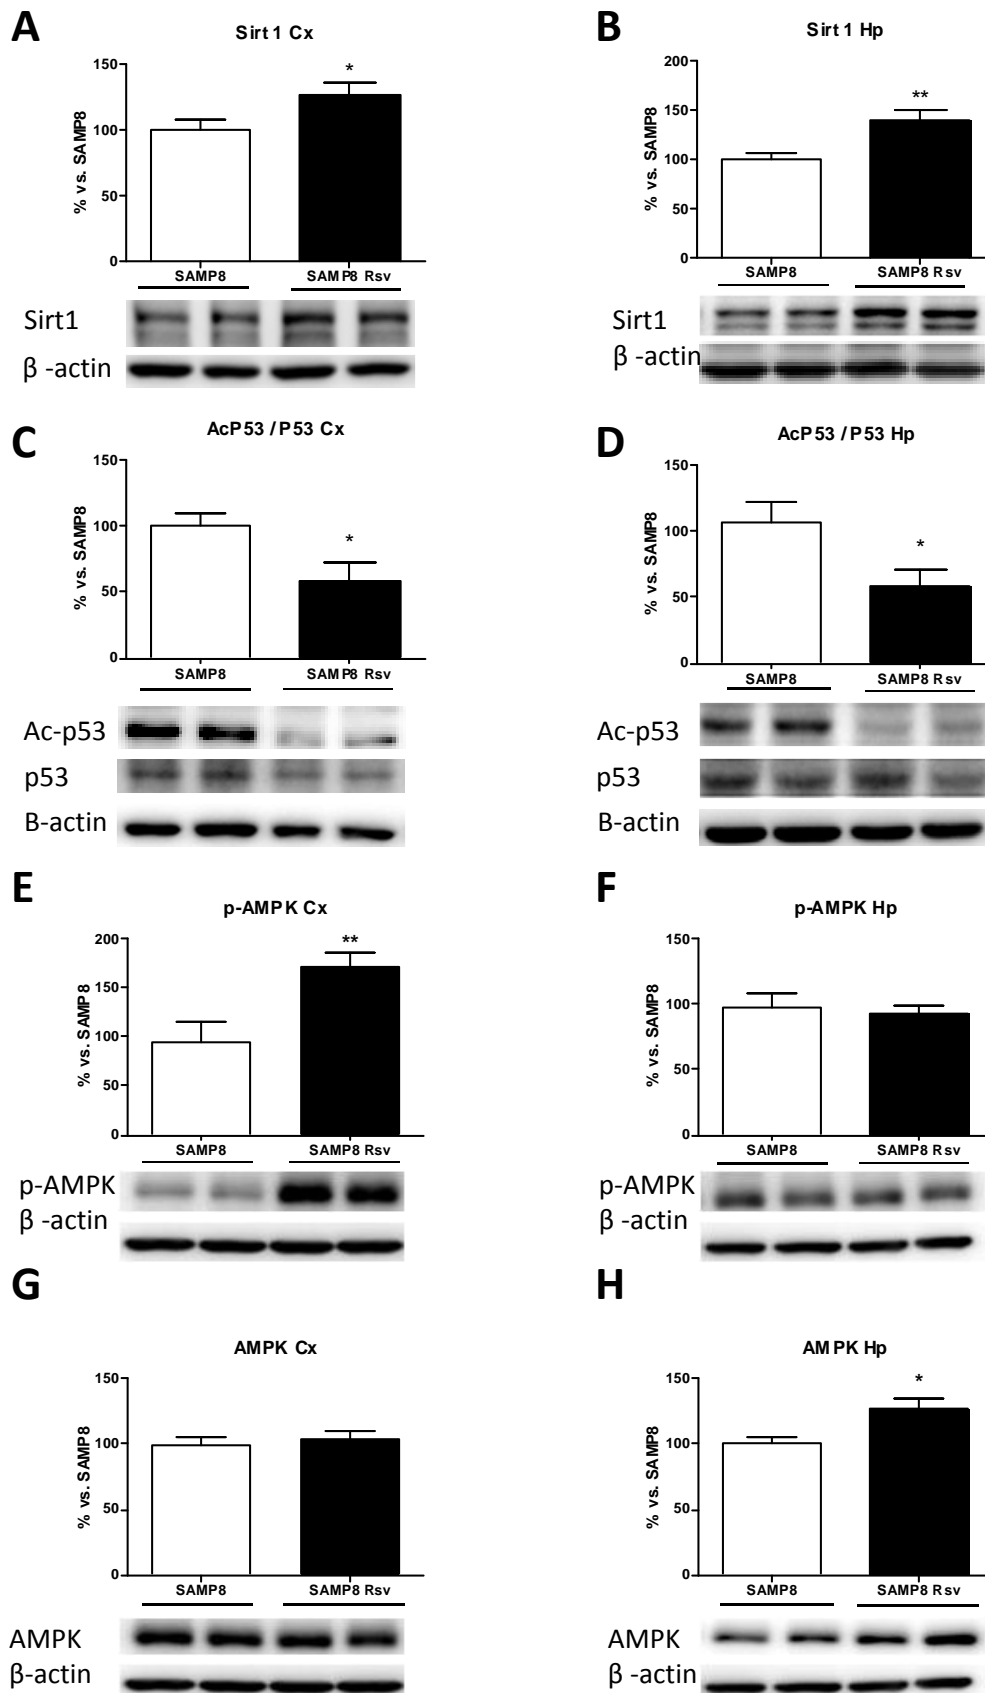 A
Sirt 1 Cx
% vs. SAMP8
150
*
100
50
0
SAMP8 SAMP8 Rsv
Sirt1
β -actin
B
Sirt 1 Hp
% vs. SAMP8
200
150
**
100
50
0
SAMP8 SAMP8 Rsv
Sirt1
β -actin
C
AcP53 / P53 Cx
% vs. SAMP8
150
100
*
50
0
SAMP8 SAMP8 Rsv
Ac-p53
p53
B-actin
D
AcP53 / P53 Hp
% vs. SAMP8
150
100
*
50
0
SAMP8 SAMP8 Rsv
Ac-p53
p53
B-actin
E
p-AMPK Cx
% vs. SAMP8
200
**
150
100
50
0
SAMP8 SAMP8 Rsv
p-AMPK
β -actin
F
p-AMPK Hp
% vs. SAMP8
150
100
50
0
SAMP8 SAMP8 Rsv
p-AMPK
β -actin
G
AMPK Cx
% vs. SAMP8
150
100
50
0
SAMP8 SAMP8 Rsv
AMPK
β-actin
H
AMPK Hp
% vs. SAMP8
150
*
100
50
0
SAMP8 SAMP8 Rsv
AMPK
β -actin